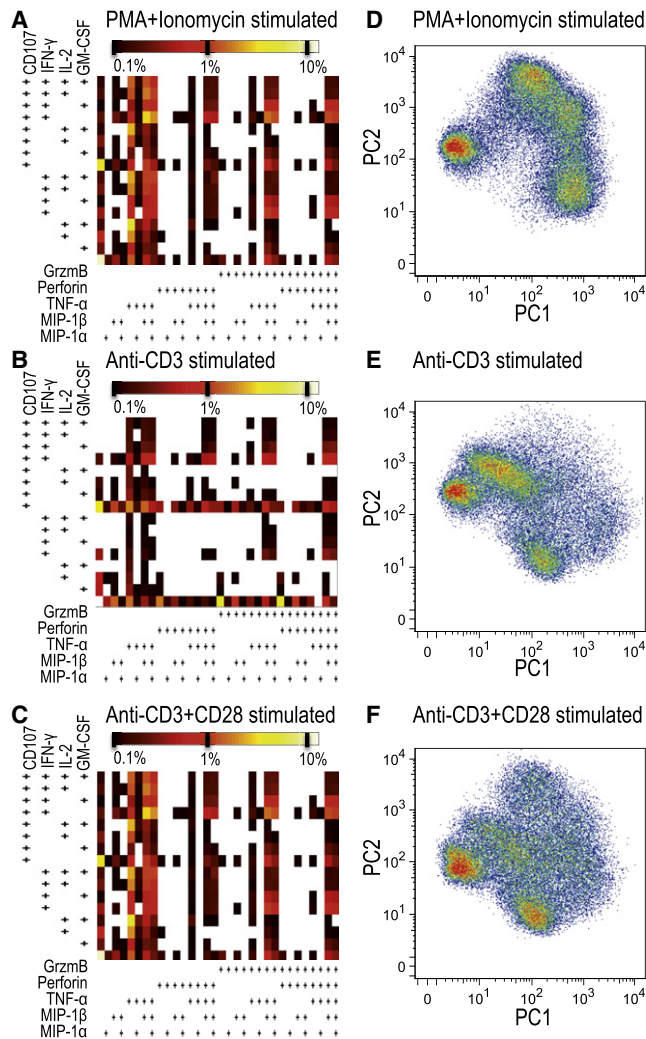 A PMA+Ionomycin stimulated
CD107
IFN-γ
IL-2
GM-CSF
0.1% 1% 10%
GrzmB
Perforin
TNF-α
MIP-1β
MIP-1α
D PMA+Ionomycin stimulated
PC2
10⁴
10³
10²
10¹
0
0 10¹ 10² 10³ 10⁴
PC1
B Anti-CD3 stimulated
CD107
IFN-γ
IL-2
GM-CSF
0.1% 1% 10%
GrzmB
Perforin
TNF-α
MIP-1β
MIP-1α
E Anti-CD3 stimulated
PC2
10⁴
10³
10²
10¹
0
0 10¹ 10² 10³ 10⁴
PC1
C Anti-CD3+CD28 stimulated
CD107
IFN-γ
IL-2
GM-CSF
0.1% 1% 10%
GrzmB
Perforin
TNF-α
MIP-1β
MIP-1α
F Anti-CD3+CD28 stimulated
PC2
10⁴
10³
10²
10¹
0
0 10¹ 10² 10³ 10⁴
PC1